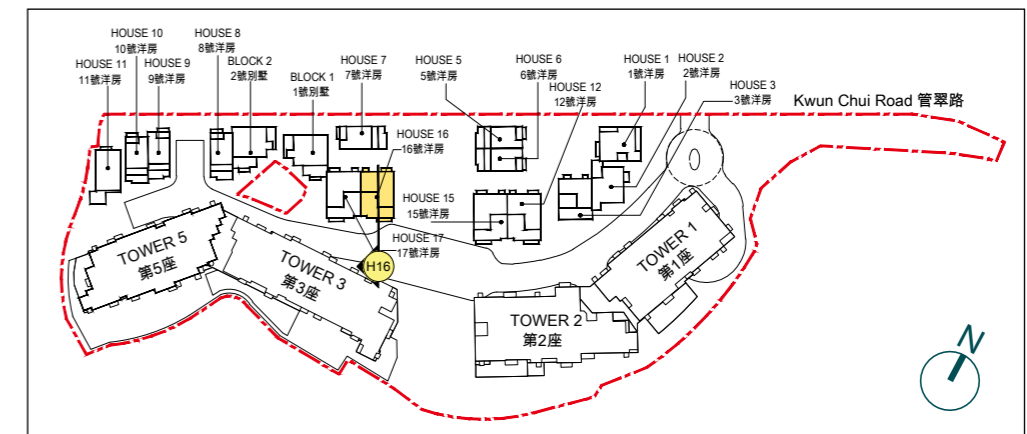 HOUSE 10
10號洋房
HOUSE 8
8號洋房
HOUSE 11
11號洋房
HOUSE 9
9號洋房
BLOCK 2
2號別墅
BLOCK 1
1號別墅
HOUSE 7
7號洋房
HOUSE 5
5號洋房
HOUSE 6
6號洋房
HOUSE 1
1號洋房
HOUSE 2
2號洋房
HOUSE 12
12號洋房
HOUSE 3
3號洋房
Kwun Chui Road 管翠路
HOUSE 16
16號洋房
HOUSE 15
15號洋房
HOUSE 17
17號洋房
H16
TOWER 5
第5座
TOWER 3
第3座
TOWER 2
第2座
TOWER 1
第1座
N